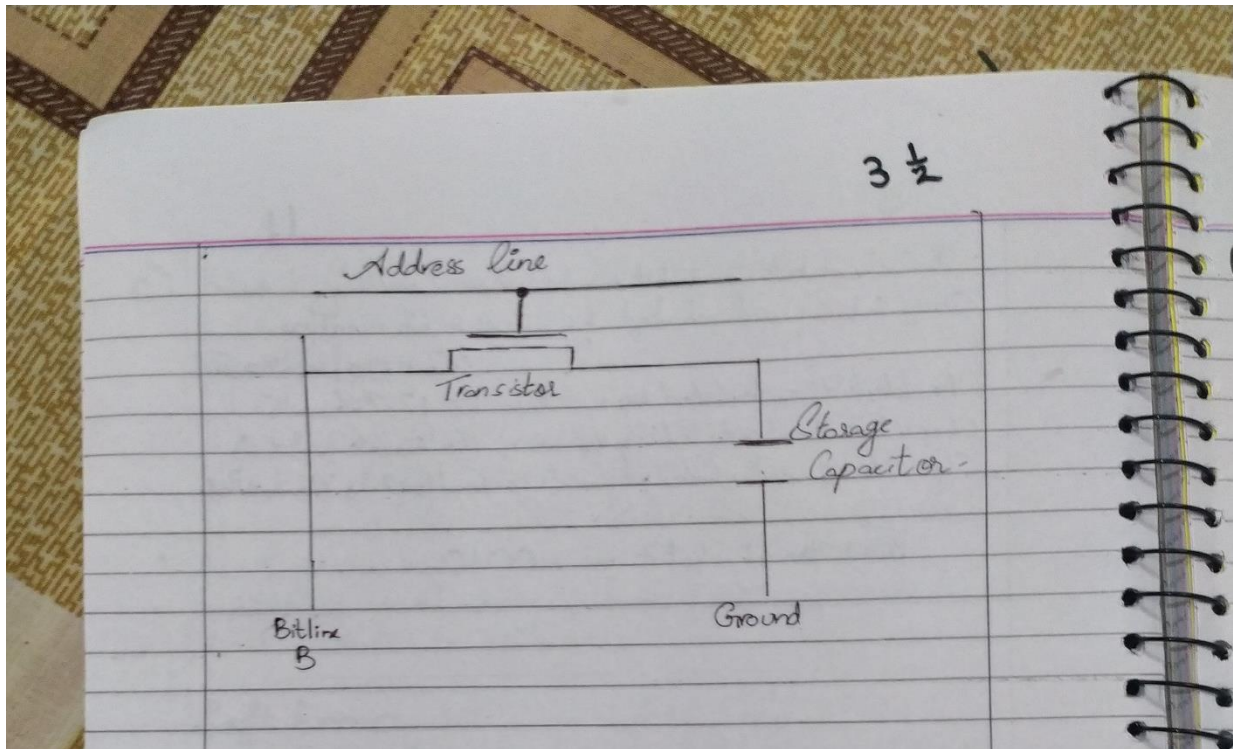 3 1/2
Address line
Transistor
Storage
Capacitor
Ground
Bitline
B